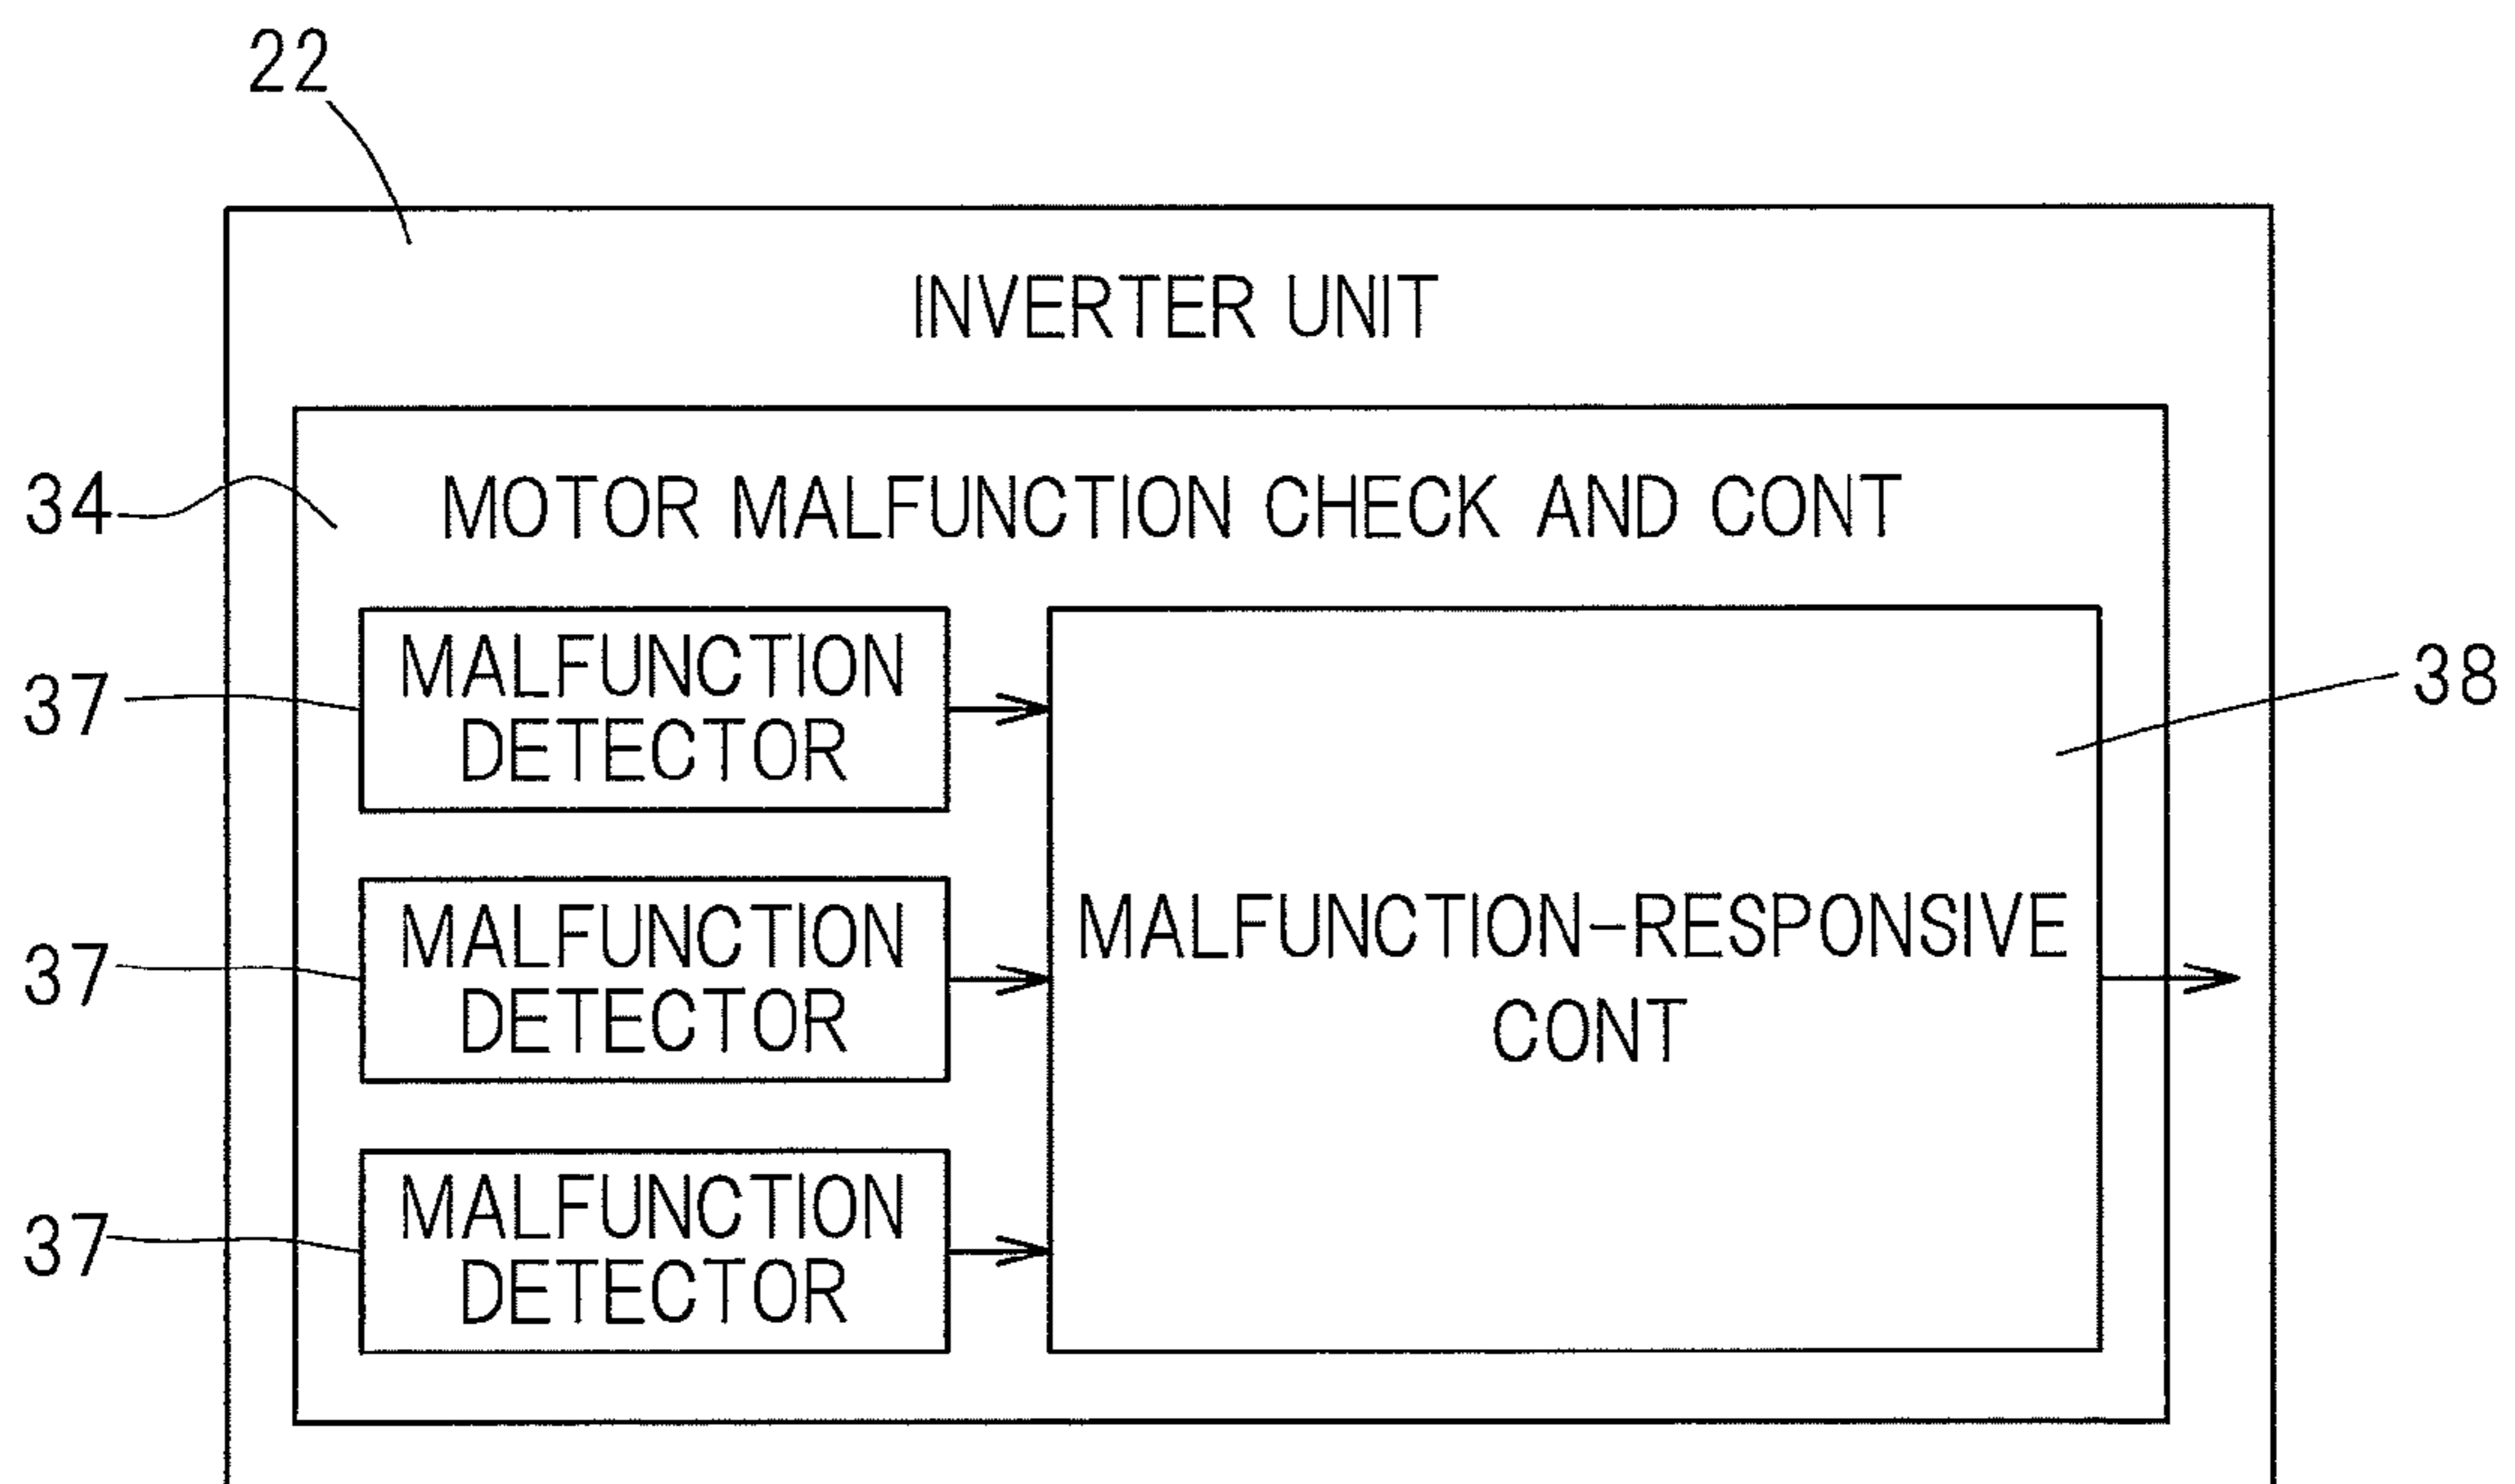 22
INVERTER UNIT
34
MOTOR MALFUNCTION CHECK AND CONT
37
MALFUNCTION
DETECTOR
38
37
MALFUNCTION
DETECTOR
MALFUNCTION-RESPONSIVE
CONT
37
MALFUNCTION
DETECTOR